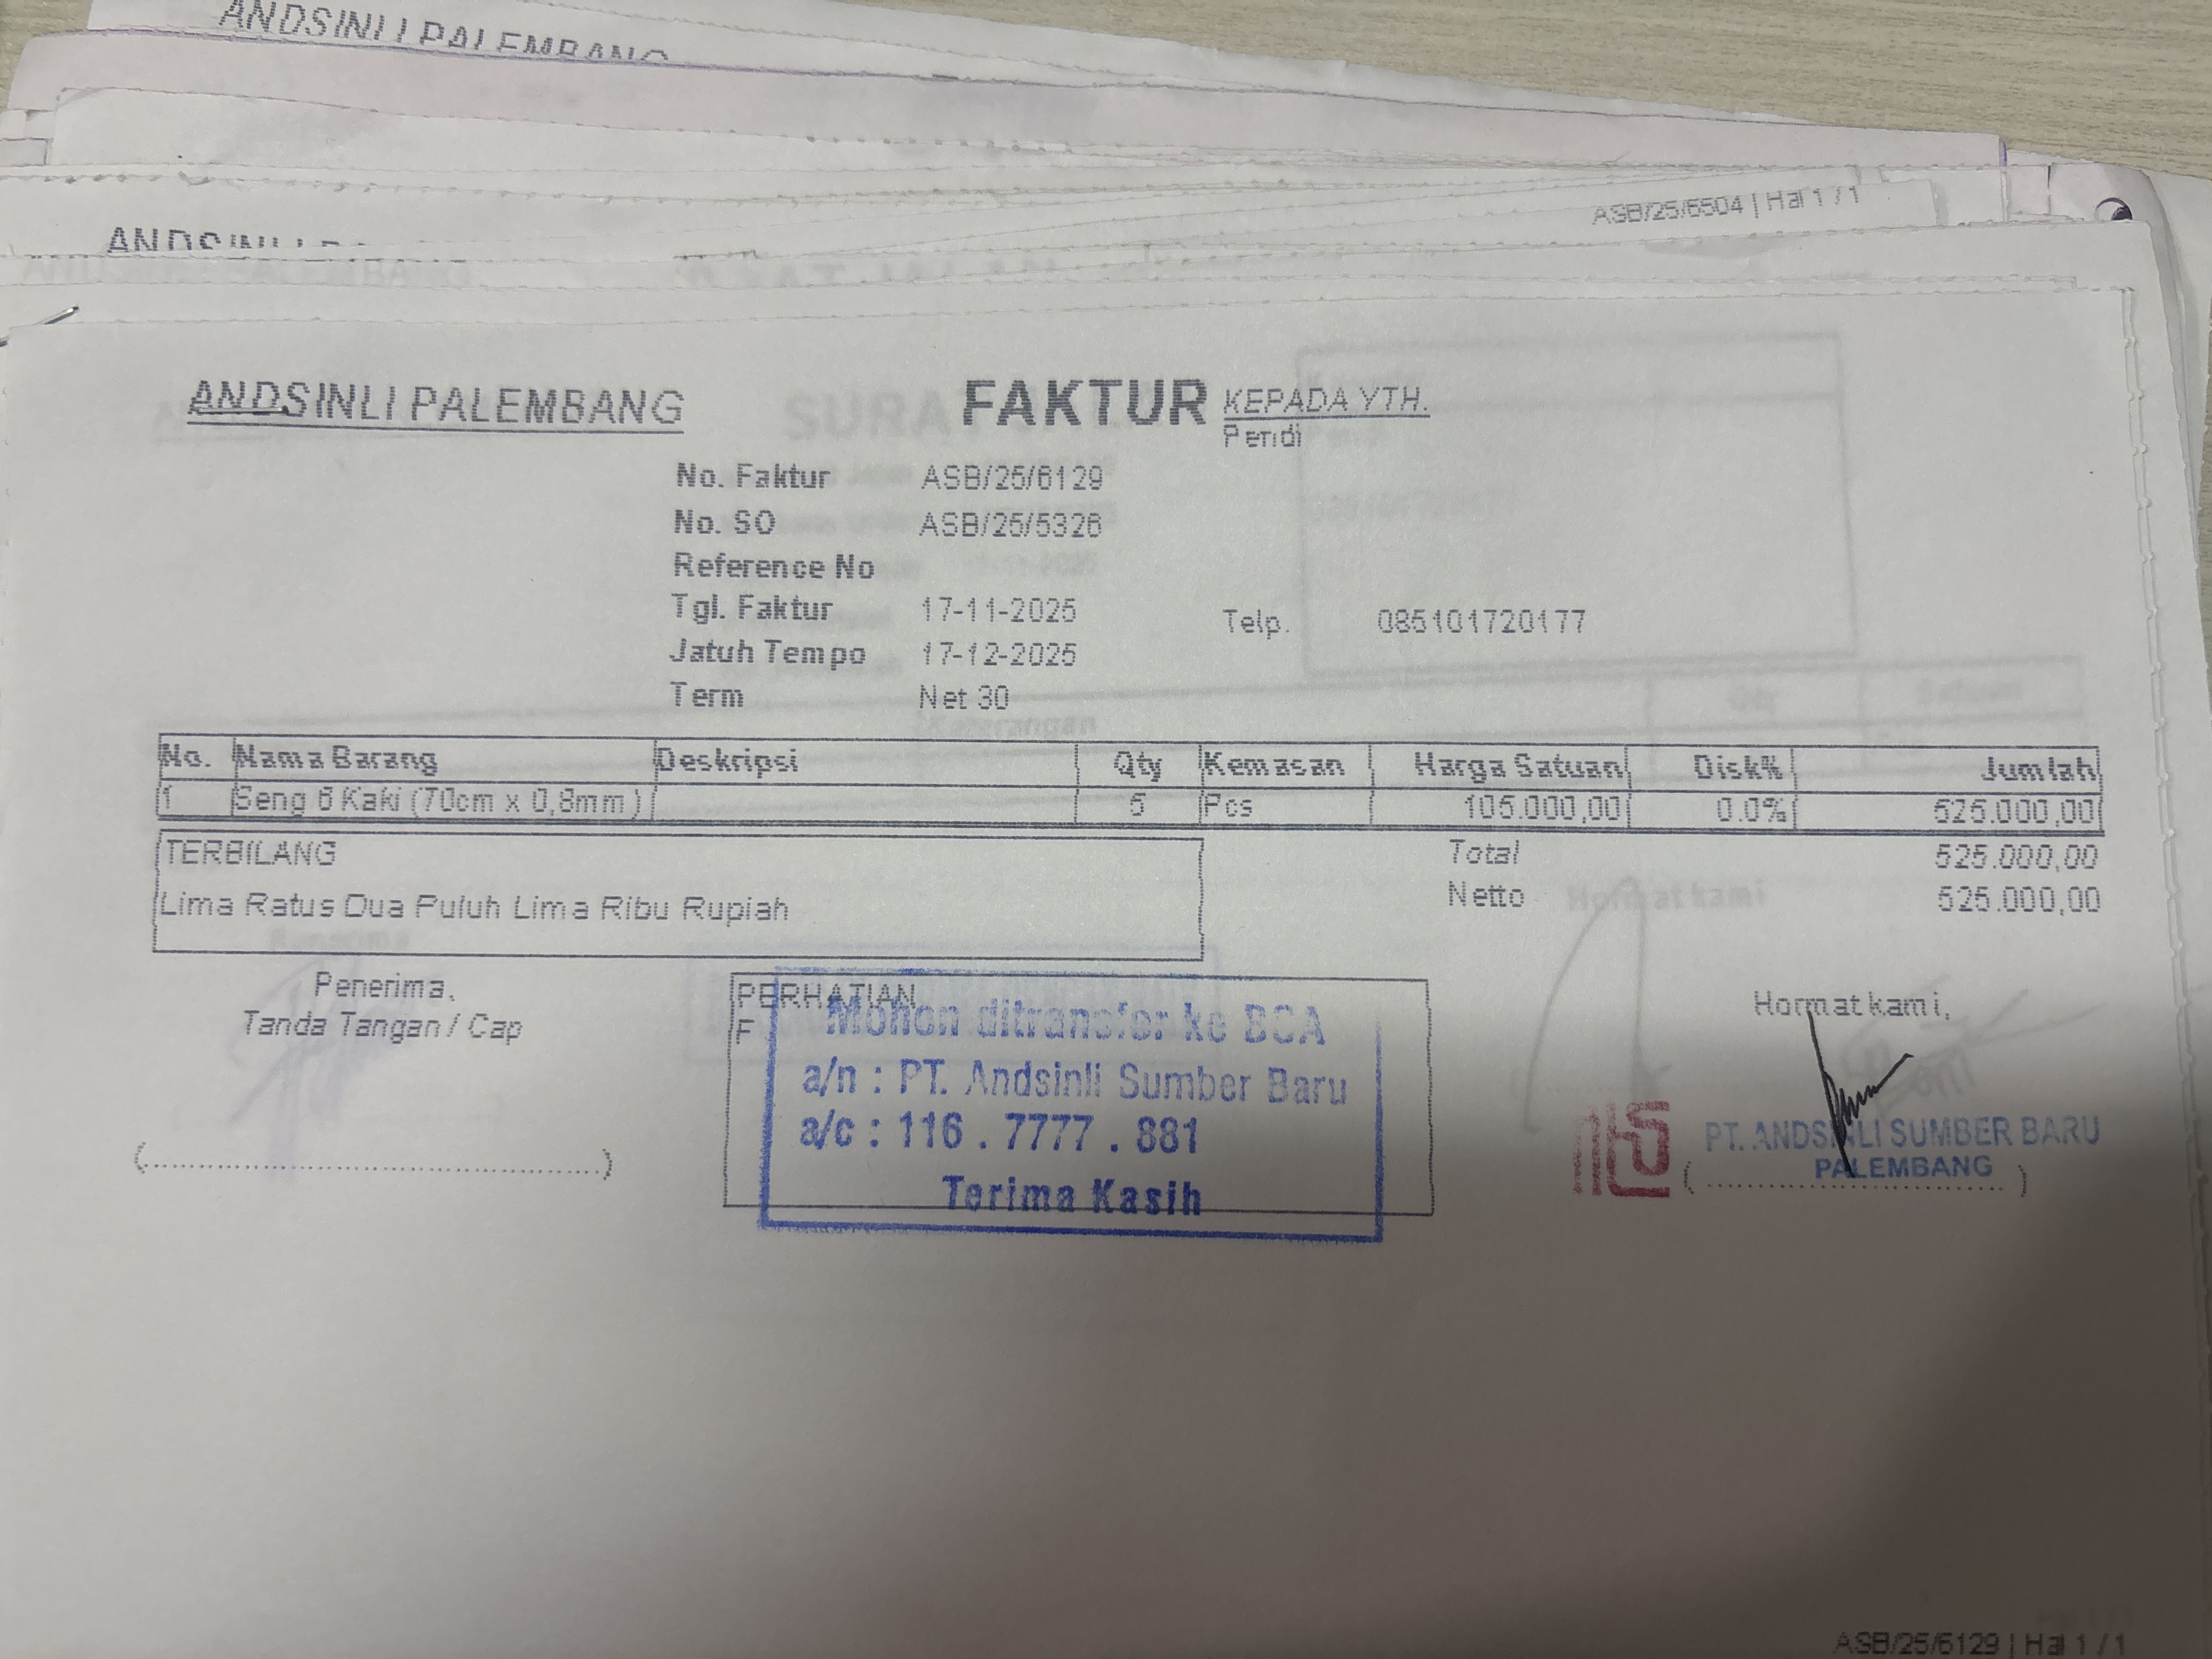 ANDSINLI PALEMBANG
ASB/25/6504 | Hal 1 / 1
ANDSINLI PALEMBANG
FAKTUR
KEPADA YTH.
Pendi
No. Faktur ASB/25/6129
No. SO ASB/25/5326
Reference No
Tgl. Faktur 17-11-2025
Telp. 085101720177
Jatuh Tempo 17-12-2025
Term Net 30
No. Nama Barang Deskripsi Qty Kemasan Harga Satuan Disk% Jumlah
1 Seng 6 Kaki (70cm x 0,8mm) 5 Pcs 105.000,00 0.0% 525.000,00
TERBILANG
Total 525.000,00
Lima Ratus Dua Puluh Lima Ribu Rupiah
Netto 525.000,00
Penerima,
Tanda Tangan / Cap
PERHATIAN
F
Mohon ditransfer ke BCA
a/n : PT. Andsinli Sumber Baru
a/c : 116 . 7777 . 881
Terima Kasih
Hormat kami,
PT. ANDSINLI SUMBER BARU
PALEMBANG
ASB/25/6129 | Hal 1 / 1